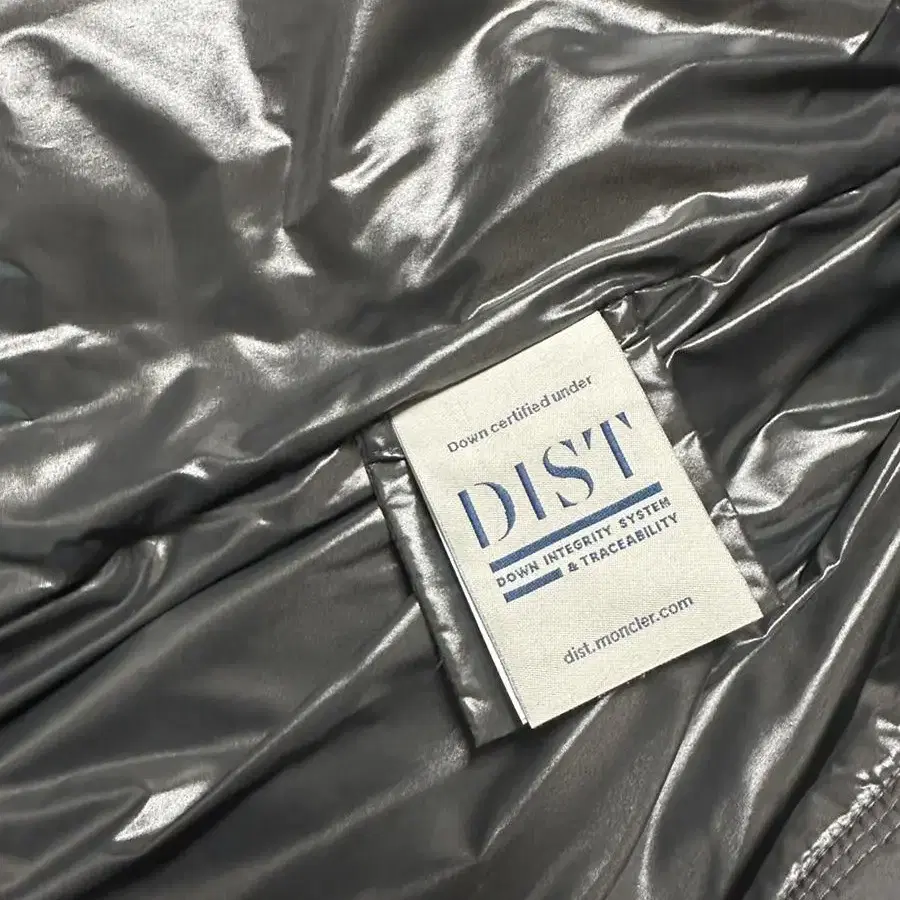 Down certified under
DIST
DOWN INTEGRITY SYSTEM
& TRACEABILITY
dist.moncler.com